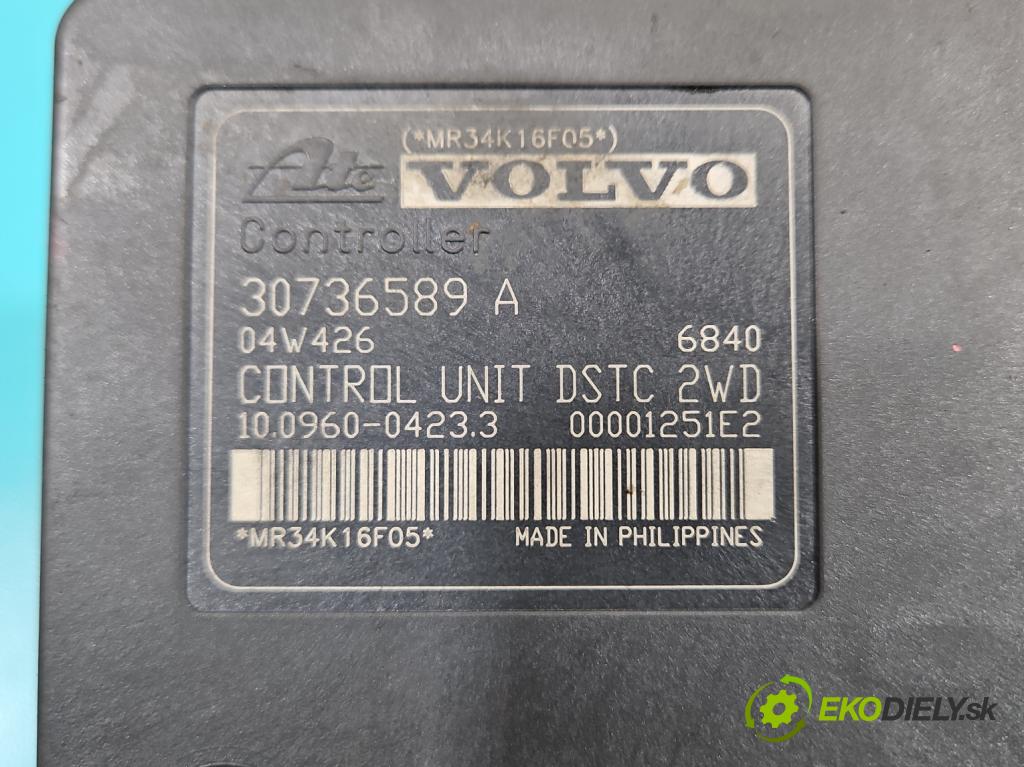 (*MR34K16F05*)
Ate VOLVO
Controller
30736589 A
04W426 6840
CONTROL UNIT DSTC 2WD
10.0960-0423.3 00001251E2
*MR34K16F05* MADE IN PHILIPPINES
EKODIELY.sk